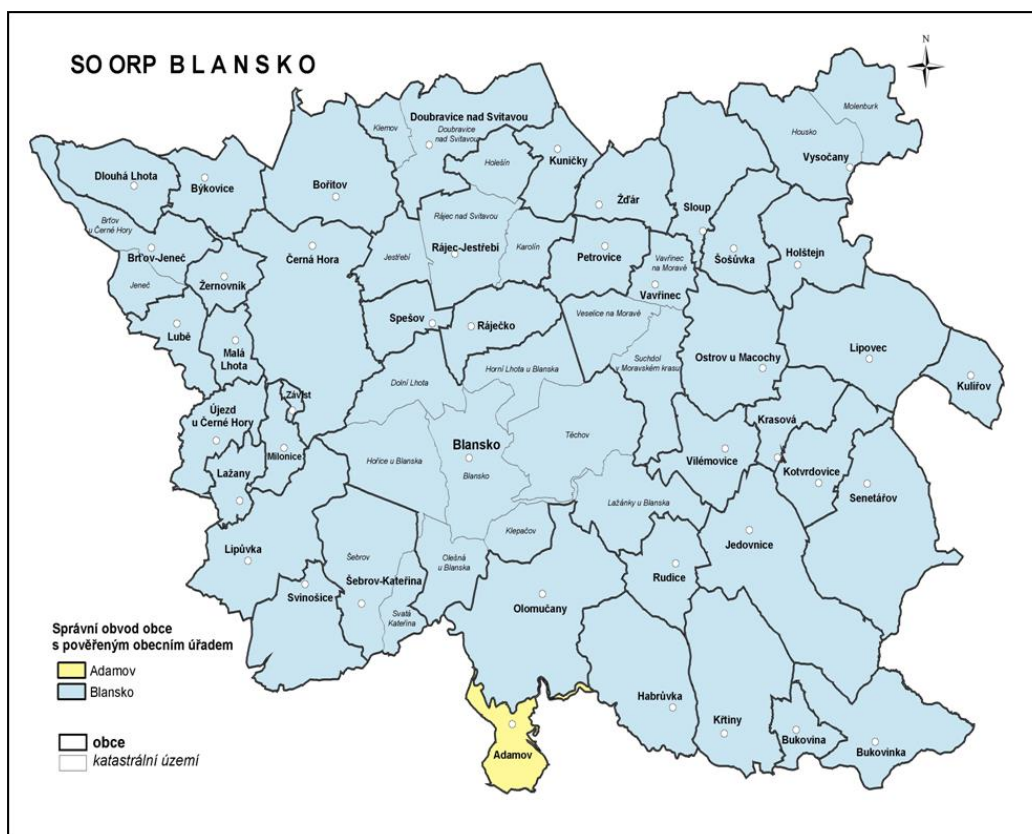 N
SO ORP BLANSKO
Molenburk
Klemov
Doubravice nad Svitavou
Doubravice
nad Svitavou
Housko
Vysočany
Holešín
Kuničky
Dlouhá Lhota
Býkovice
Bořitov
Žďár
Sloup
Brťov
u Černé Hory
Rájec nad Svitavou
Brťov-Jeneč
Černá Hora
Jestřebí
Rájec-Jestřebí
Karolín
Petrovice
Vavřinec
na Moravě
Šošůvka
Holštejn
Jeneč
Žerňovník
Vavřinec
Lubě
Spešov
Ráječko
Veselice na Moravě
Malá
Lhota
Suchdol
v Moravském krasu
Ostrov u Macochy
Lipovec
Kulířov
Dolní Lhota
Horní Lhota u Blanska
Závist
Újezd
u Černé Hory
Krasová
Blansko
Těchov
Milonice
Hořice u Blanska
Blansko
Vilémovice
Kotvrdovice
Senetářov
Lažany
Lažánky u Blanska
Klepačov
Jedovnice
Lipůvka
Šebrov
Olešná
u Blanska
Šebrov-Kateřina
Svinošice
Svatá
Kateřina
Rudice
Olomučany
Správní obvod obce
s pověřeným obecním úřadem
Adamov
Blansko
Habrůvka
Křtiny
Bukovina
Bukovinka
Adamov
obce
katastrální území